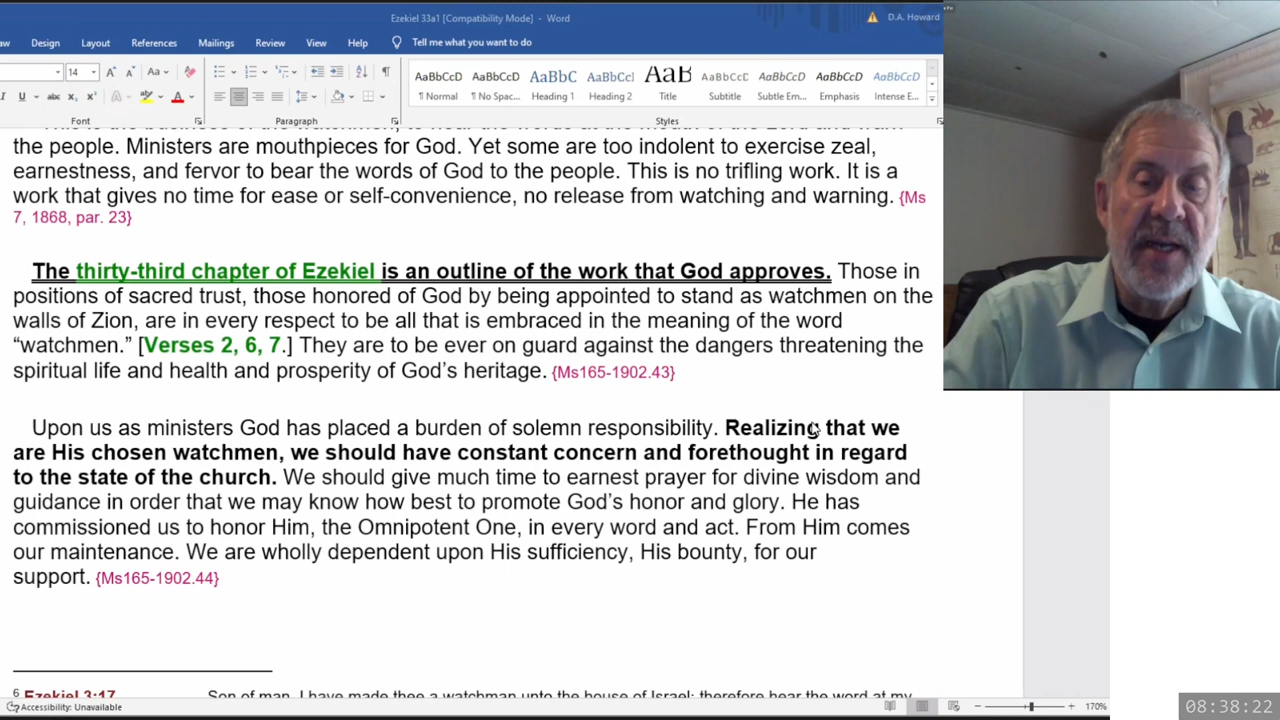 Ezekiel 33a1 [Compatibility Mode] - Word
D.A. Howard
aw Design Layout References Mailings Review View Help Tell me what you want to do
14 Aa
AaBbCcD AaBbCcD AaBbC AaBbCcI AaB AaBbCcD AaBbCcD AaBbCcD AaBbCcD
I U abc x₂ x² A A
¶ Normal ¶ No Spac... Heading 1 Heading 2 Title Subtitle Subtle Em... Emphasis Intense E...
Font Paragraph Styles
the people. Ministers are mouthpieces for God. Yet some are too indolent to exercise zeal,
earnestness, and fervor to bear the words of God to the people. This is no trifling work. It is a
work that gives no time for ease or self-convenience, no release from watching and warning. {Ms
7, 1868, par. 23}
The thirty-third chapter of Ezekiel is an outline of the work that God approves. Those in
positions of sacred trust, those honored of God by being appointed to stand as watchmen on the
walls of Zion, are in every respect to be all that is embraced in the meaning of the word
“watchmen.” [Verses 2, 6, 7.] They are to be ever on guard against the dangers threatening the
spiritual life and health and prosperity of God’s heritage. {Ms165-1902.43}
Upon us as ministers God has placed a burden of solemn responsibility. Realizing that we
are His chosen watchmen, we should have constant concern and forethought in regard
to the state of the church. We should give much time to earnest prayer for divine wisdom and
guidance in order that we may know how best to promote God’s honor and glory. He has
commissioned us to honor Him, the Omnipotent One, in every word and act. From Him comes
our maintenance. We are wholly dependent upon His sufficiency, His bounty, for our
support. {Ms165-1902.44}
6 Ezekiel 3:17 Son of man, I have made thee a watchman unto the house of Israel: therefore hear the word at my
Accessibility: Unavailable 170%
08:38:22